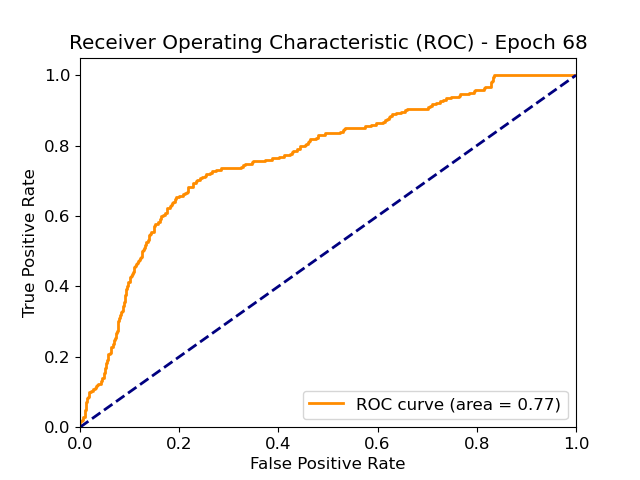 Receiver Operating Characteristic (ROC) - Epoch 68
1.0
0.8
0.6
0.4
0.2
0.0
True Positive Rate
ROC curve (area = 0.77)
0.0 0.2 0.4 0.6 0.8 1.0
False Positive Rate